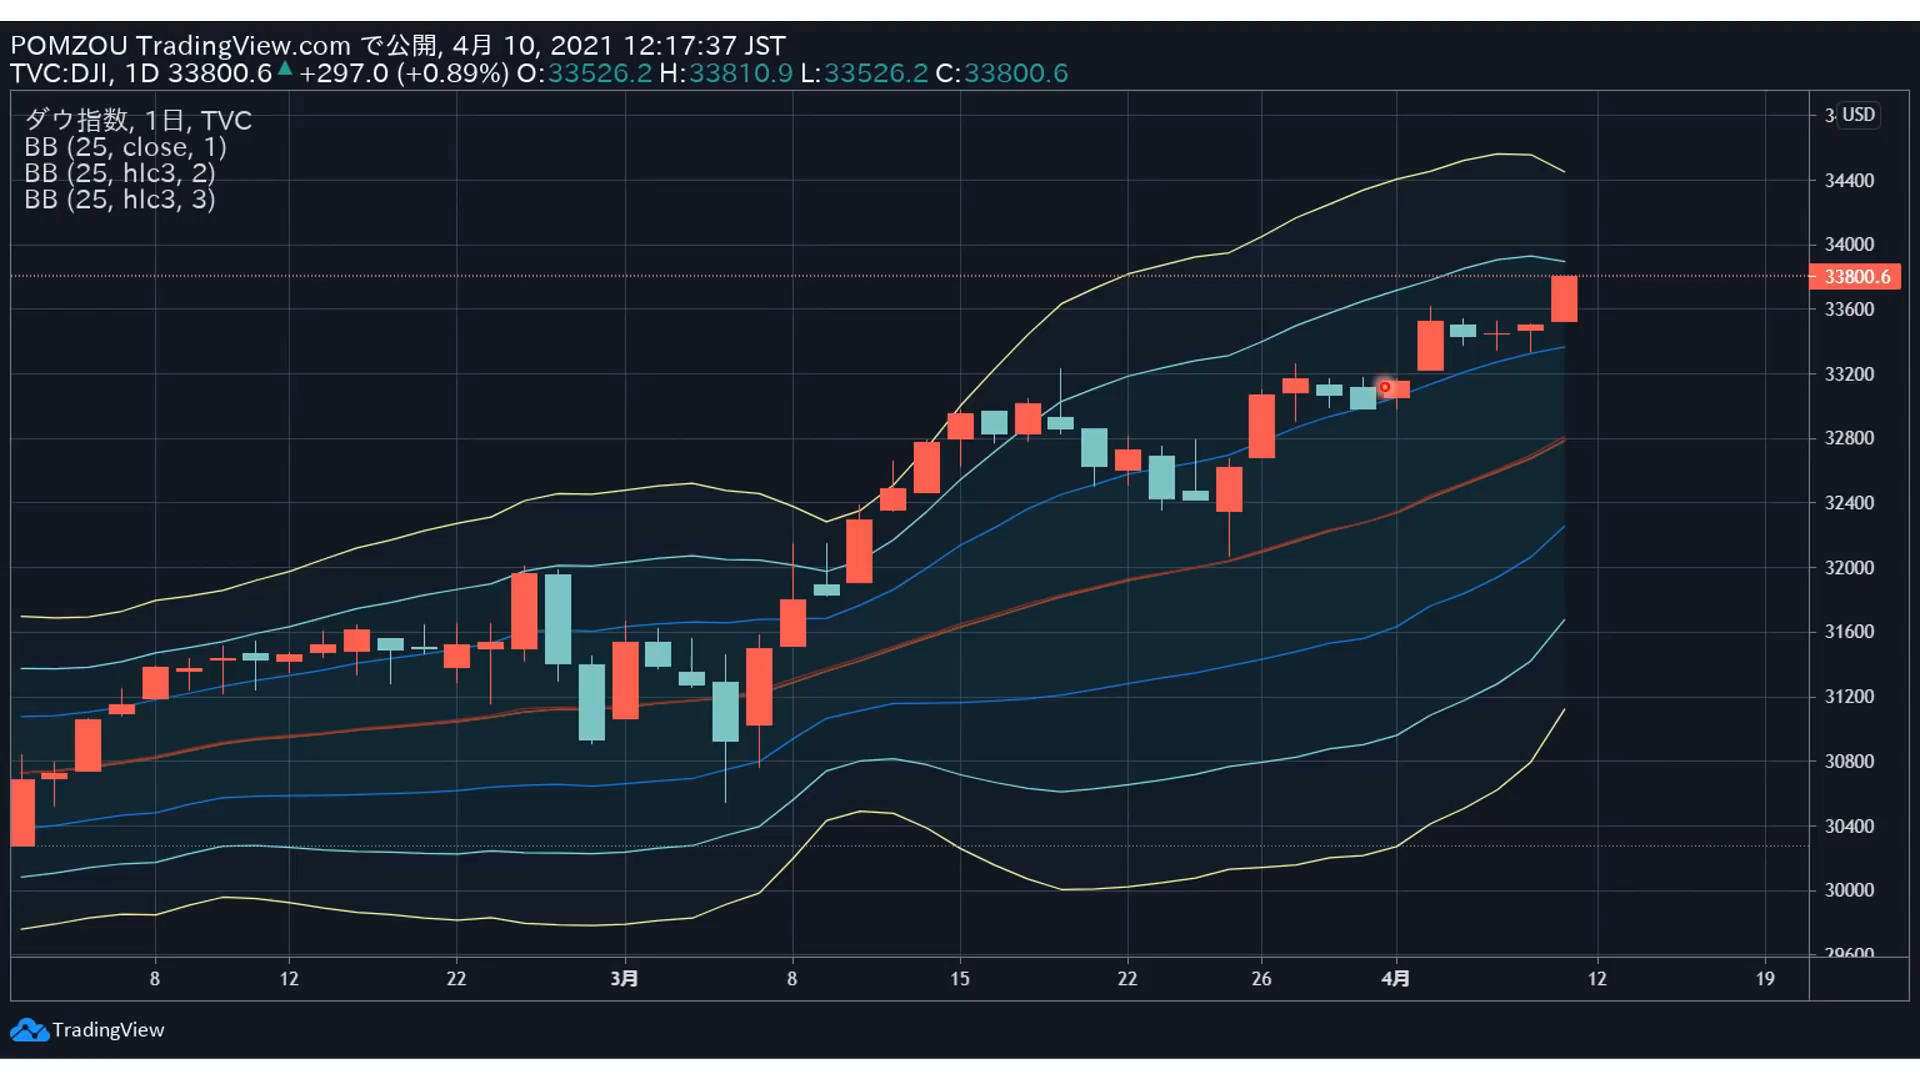 POMZOU TradingView.com で公開, 4月 10, 2021 12:17:37 JST
TVC:DJI, 1D 33800.6 ▲ +297.0 (+0.89%) O:33526.2 H:33810.9 L:33526.2 C:33800.6
ダウ指数, 1日, TVC
BB (25, close, 1)
BB (25, hlc3, 2)
BB (25, hlc3, 3)
USD
34400
34000
33800.6
33600
33200
32800
32400
32000
31600
31200
30800
30400
30000
29600
8 12 22 3月 8 15 22 26 4月 12 19
TradingView